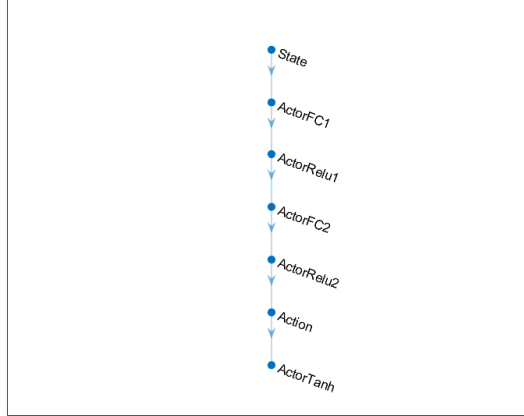 State
ActorFC1
ActorRelu1
ActorFC2
ActorRelu2
Action
ActorTanh